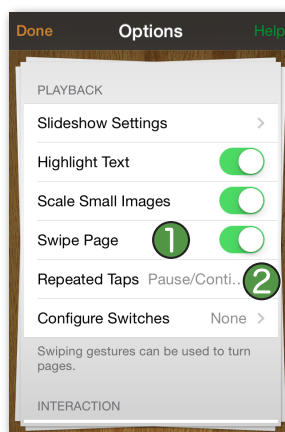 Done Options Help
PLAYBACK
Slideshow Settings
Highlight Text
Scale Small Images
Swipe Page 1
Repeated Taps Pause/Conti.. 2
Configure Switches None
Swiping gestures can be used to turn
pages.
INTERACTION